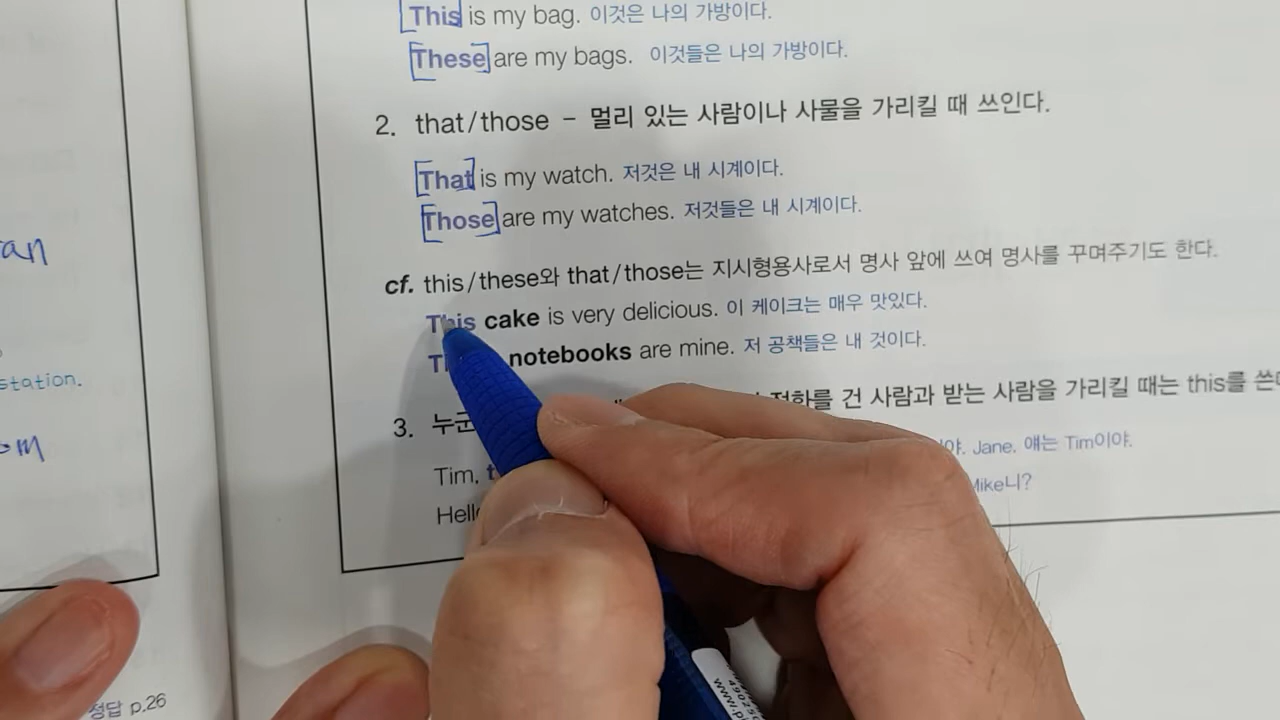 This is my bag. 이것은 나의 가방이다.
These are my bags. 이것들은 나의 가방이다.
2. that/those – 멀리 있는 사람이나 사물을 가리킬 때 쓰인다.
That is my watch. 저것은 내 시계이다.
Those are my watches. 저것들은 내 시계이다.
cf. this/these와 that/those는 지시형용사로서 명사 앞에 쓰여 명사를 꾸며주기도 한다.
This cake is very delicious. 이 케이크는 매우 맛있다.
notebooks are mine. 저 공책들은 내 것이다.
3. 전화를 건 사람과 받는 사람을 가리킬 때는 this를
Tim, Jane. 얘는 Tim이야.
Mike니?
station.
정답 p.26